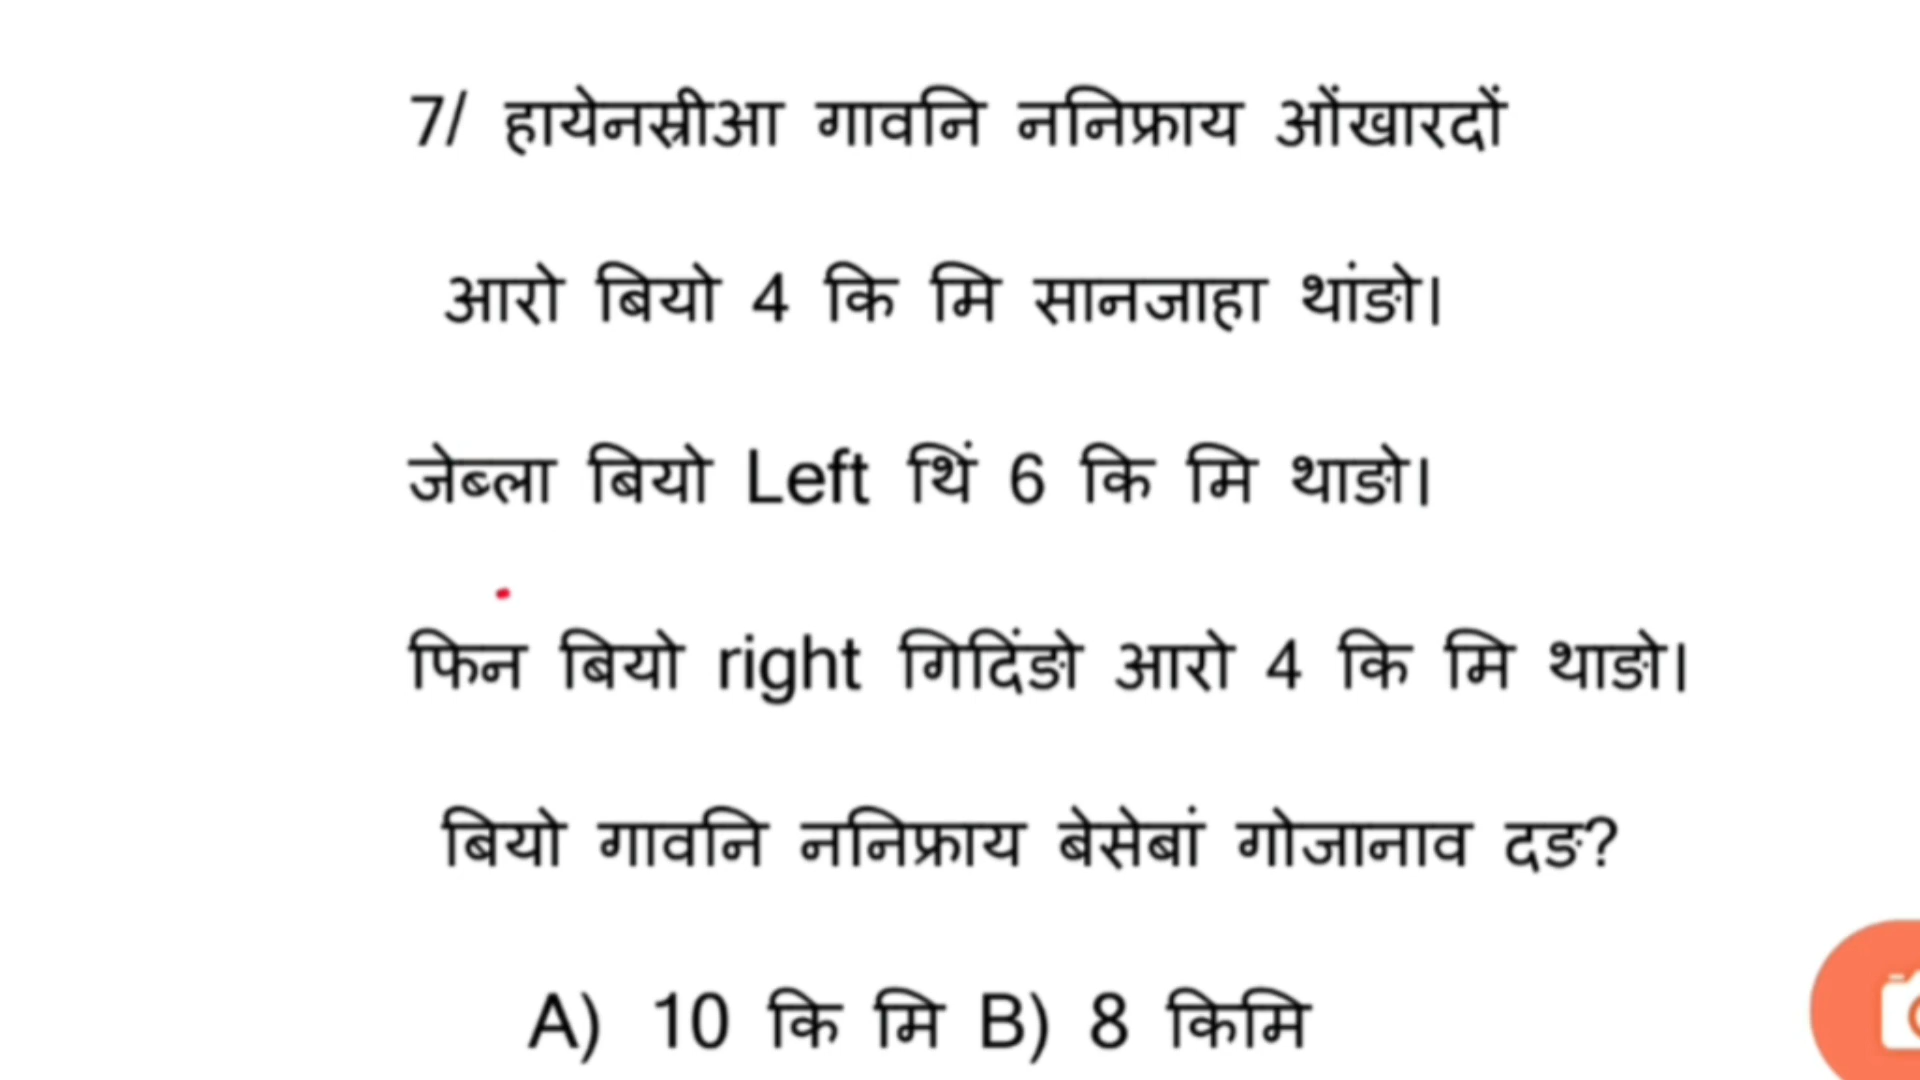 7/ हायेनस्रीआ गावनि ननिफ्राय ओंखारदों
आरो बियो 4 कि मि सानजाहा थांङो।
जेब्ला बियो Left थिं 6 कि मि थाङो।
फिन बियो right गिदिंङो आरो 4 कि मि थाङो।
बियो गावनि ननिफ्राय बेसेबां गोजानाव दङ?
A) 10 कि मि B) 8 किमि